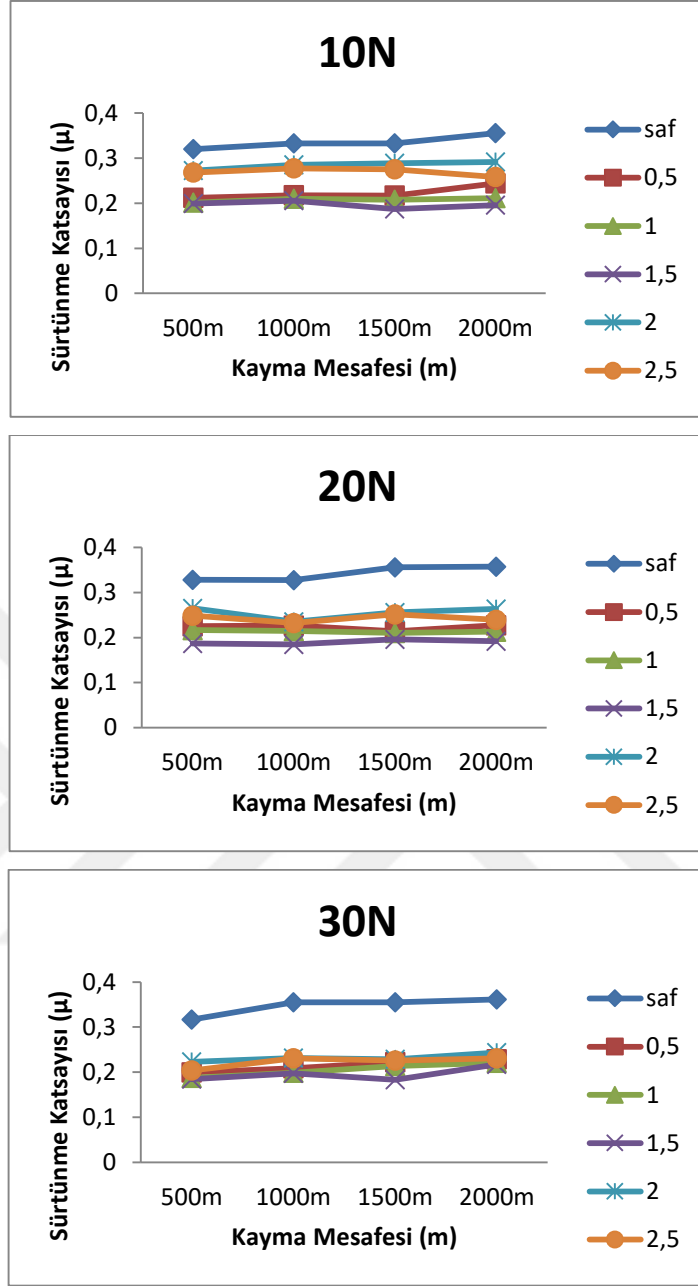 10N
Sürtünme Katsayısı (μ)
0,4
0,3
0,2
0,1
0
500m 1000m 1500m 2000m
Kayma Mesafesi (m)
saf
0,5
1
1,5
2
2,5
20N
Sürtünme Katsayısı (μ)
0,4
0,3
0,2
0,1
0
500m 1000m 1500m 2000m
Kayma Mesafesi (m)
saf
0,5
1
1,5
2
2,5
30N
Sürtünme Katsayısı (μ)
0,4
0,3
0,2
0,1
0
500m 1000m 1500m 2000m
Kayma Mesafesi (m)
saf
0,5
1
1,5
2
2,5